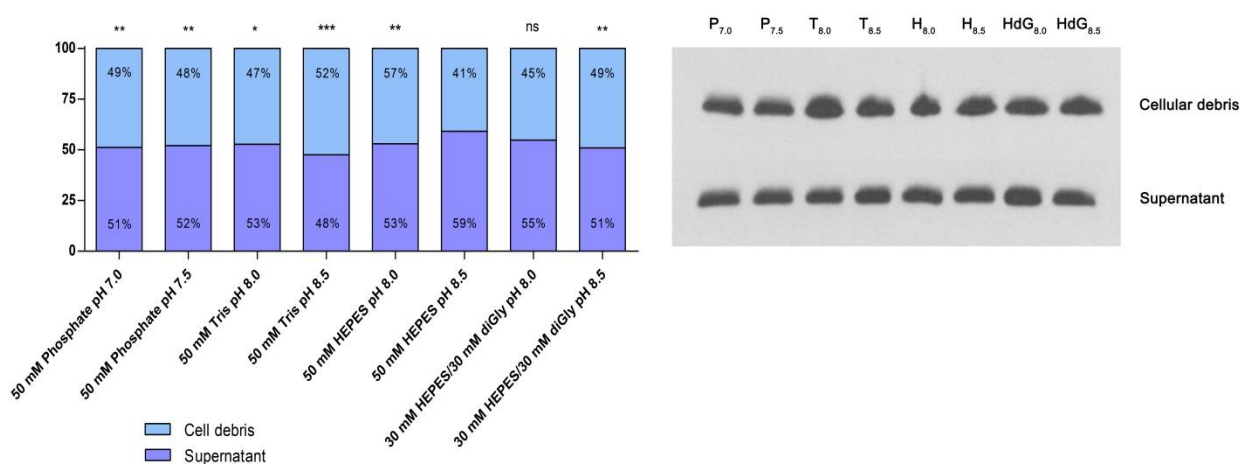 ** ** * *** ** ns **
100
75
50
25
0
49% 48% 47% 52% 57% 41% 45% 49%
51% 52% 53% 48% 53% 59% 55% 51%
50 mM Phosphate pH 7.0
50 mM Phosphate pH 7.5
50 mM Tris pH 8.0
50 mM Tris pH 8.5
50 mM HEPES pH 8.0
50 mM HEPES pH 8.5
30 mM HEPES/30 mM diGly pH 8.0
30 mM HEPES/30 mM diGly pH 8.5
Cell debris
Supernatant
P7.0 P7.5 T8.0 T8.5 H8.0 H8.5 HdG8.0 HdG8.5
Cellular debris
Supernatant